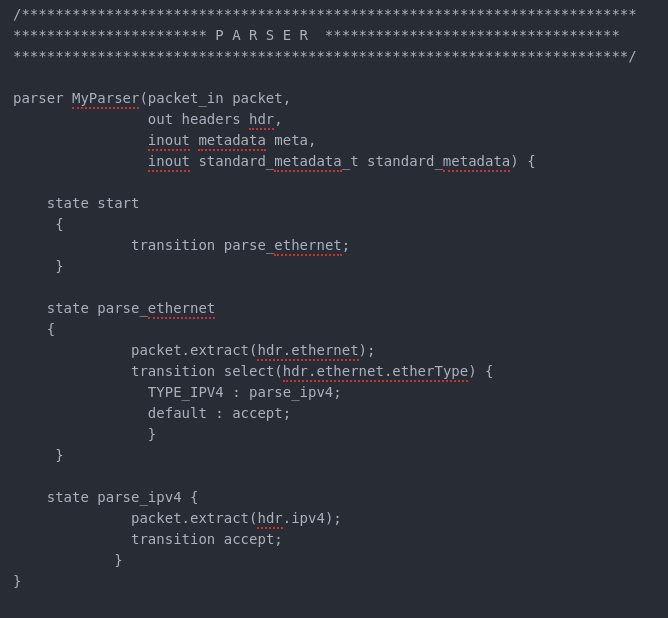 /*************************************************************************
*********************** P A R S E R  ***********************************
*************************************************************************/
parser MyParser(packet_in packet,
                out headers hdr,
                inout metadata meta,
                inout standard_metadata_t standard_metadata) {
    state start
     {
              transition parse_ethernet;
     }
    state parse_ethernet
    {
              packet.extract(hdr.ethernet);
              transition select(hdr.ethernet.etherType) {
                TYPE_IPV4 : parse_ipv4;
                default : accept;
                }
     }
    state parse_ipv4 {
              packet.extract(hdr.ipv4);
              transition accept;
            }
}